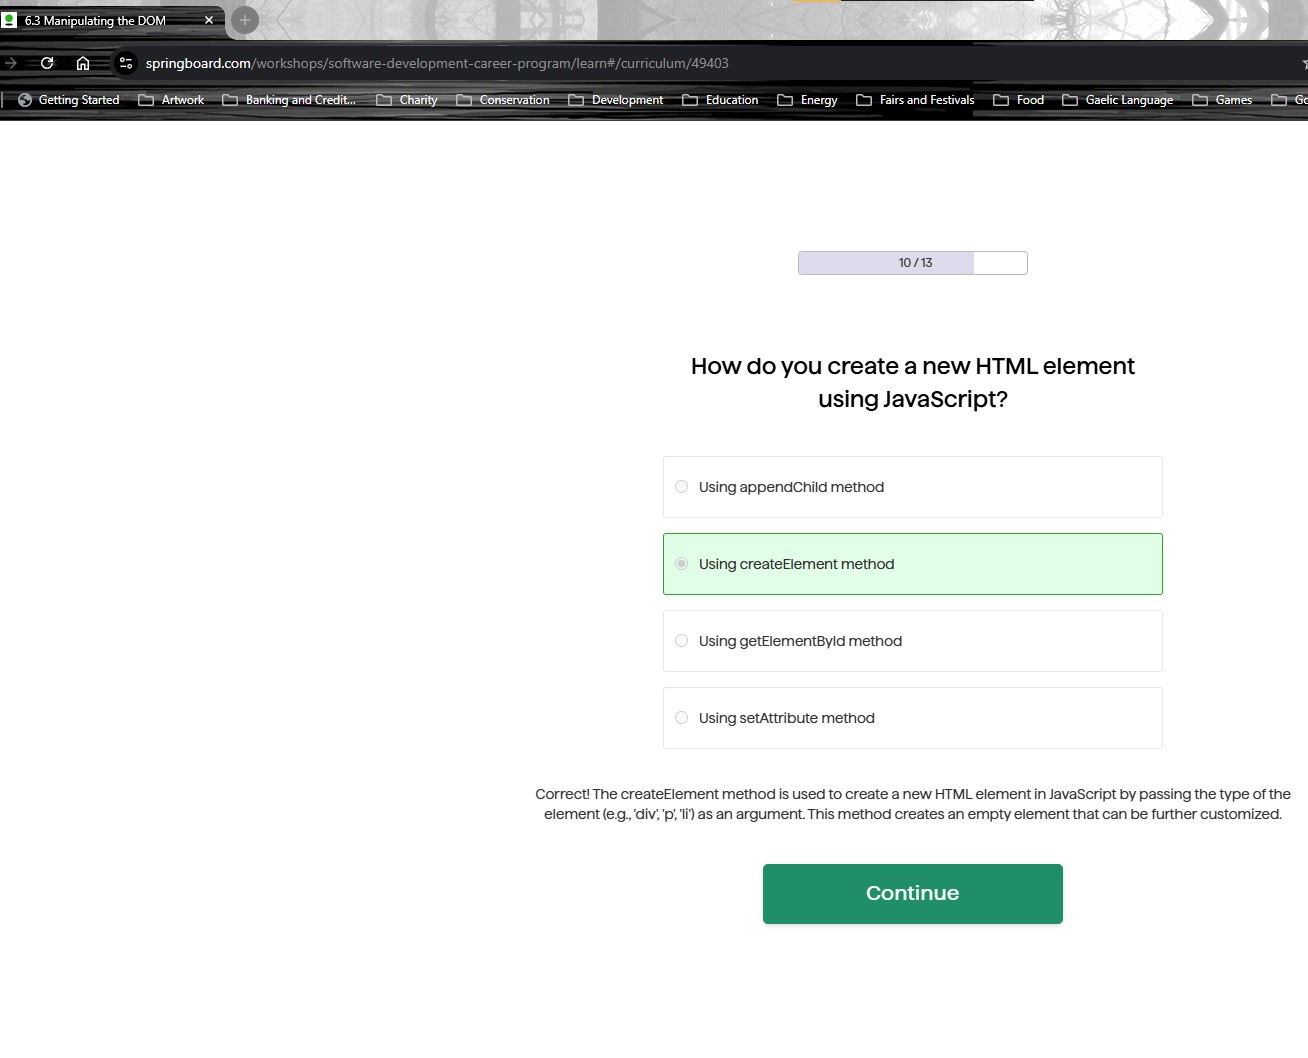 6.3 Manipulating the DOM
springboard.com/workshops/software-development-career-program/learn#/curriculum/49403
Getting Started Artwork Banking and Credit... Charity Conservation Development Education Energy Fairs and Festivals Food Gaelic Language Games
10 / 13
How do you create a new HTML element
using JavaScript?
Using appendChild method
Using createElement method
Using getElementById method
Using setAttribute method
Correct! The createElement method is used to create a new HTML element in JavaScript by passing the type of the
element (e.g., 'div', 'p', 'li') as an argument. This method creates an empty element that can be further customized.
Continue